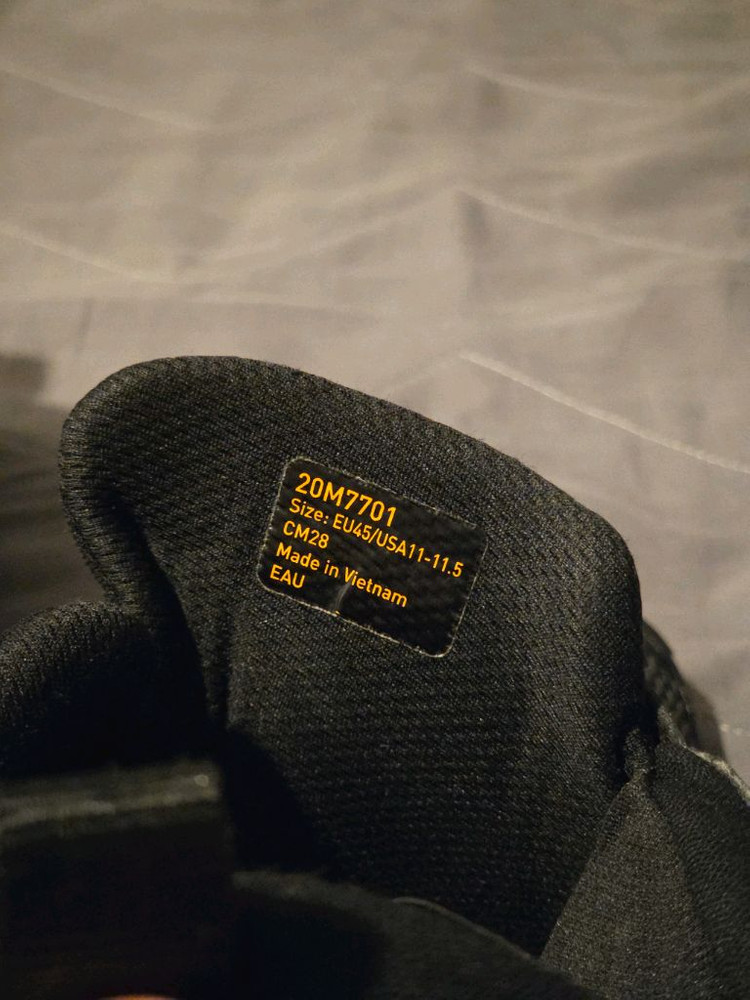 20M7701
Size: EU45/USA11-11.5
CM28
Made in Vietnam
EAU